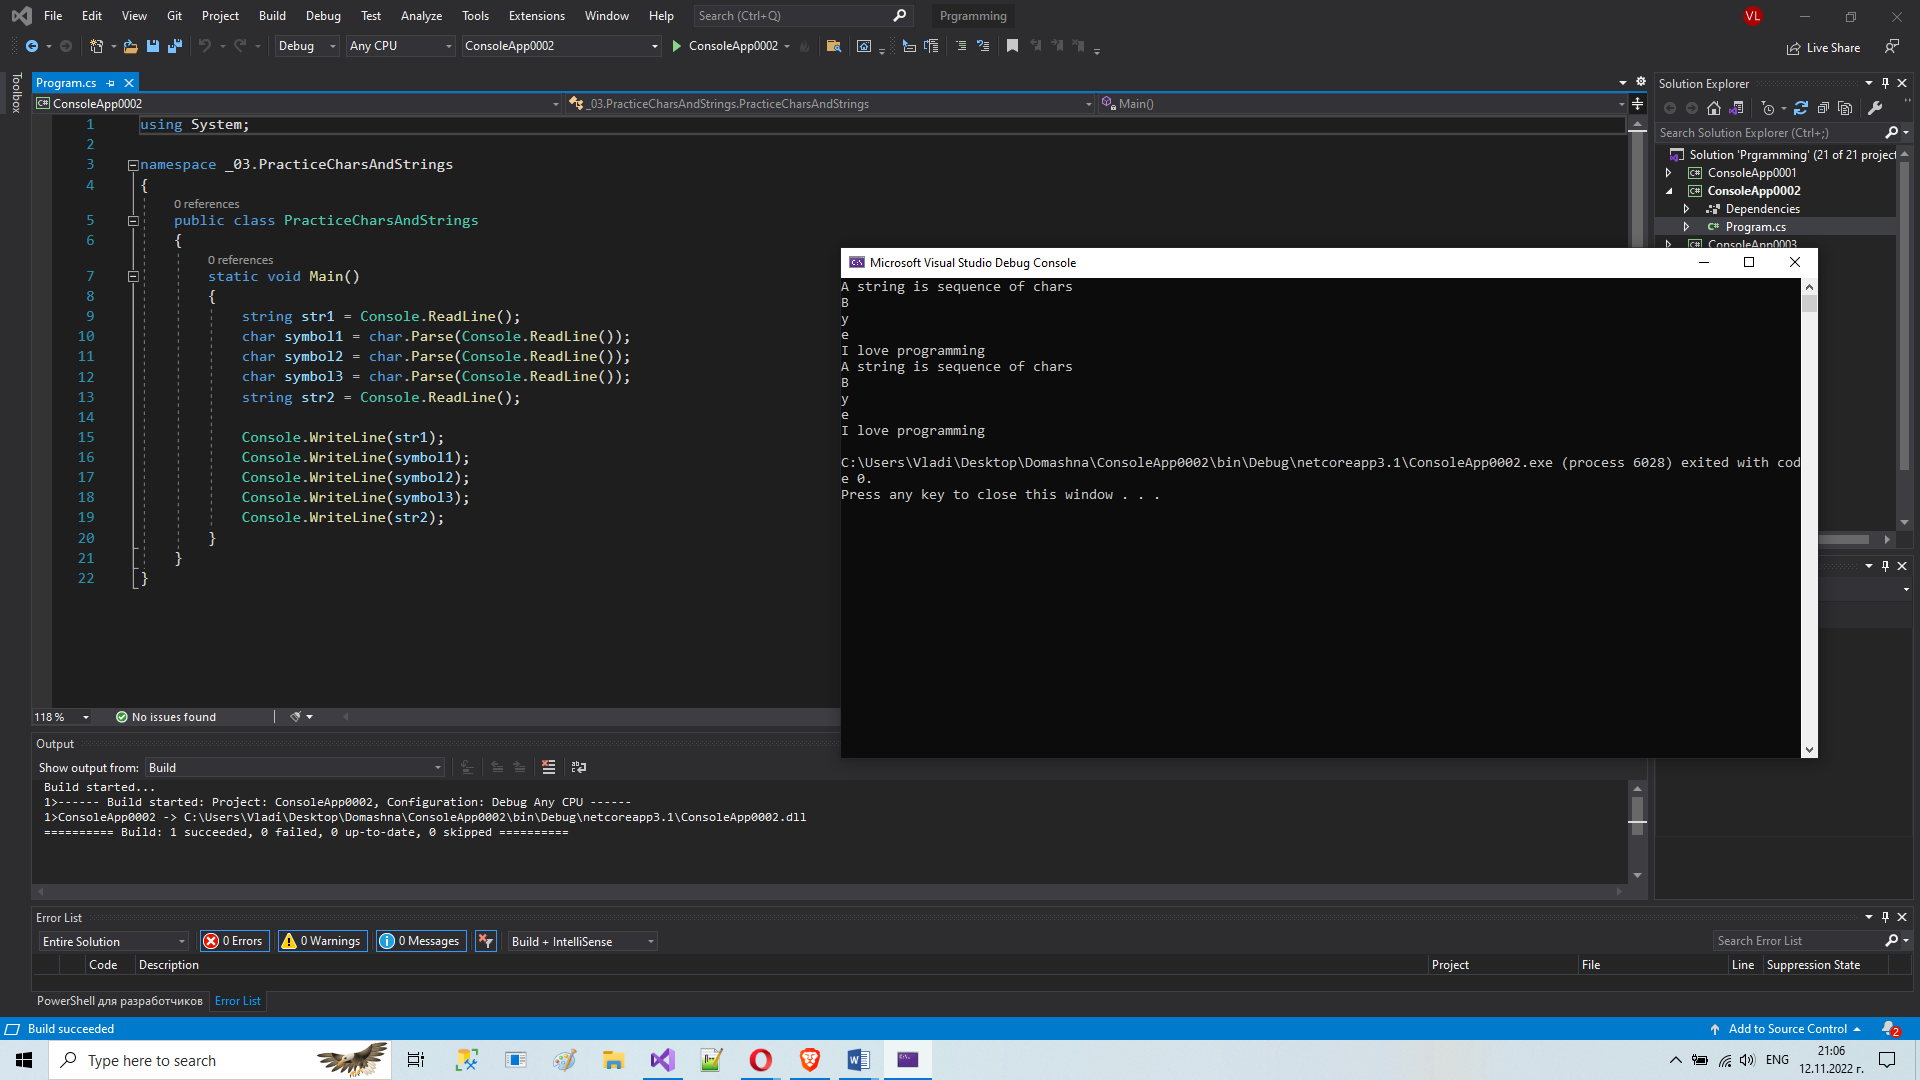 File Edit View Git Project Build Debug Test Analyze Tools Extensions Window Help Search (Ctrl+Q) Prgramming VL
Debug Any CPU ConsoleApp0002 ConsoleApp0002 Live Share
Toolbox
Program.cs
ConsoleApp0002 _03.PracticeCharsAndStrings.PracticeCharsAndStrings Main()
1 using System;
2
3 namespace _03.PracticeCharsAndStrings
4 {
0 references
5 public class PracticeCharsAndStrings
6 {
0 references
7 static void Main()
8 {
9 string str1 = Console.ReadLine();
10 char symbol1 = char.Parse(Console.ReadLine());
11 char symbol2 = char.Parse(Console.ReadLine());
12 char symbol3 = char.Parse(Console.ReadLine());
13 string str2 = Console.ReadLine();
14
15 Console.WriteLine(str1);
16 Console.WriteLine(symbol1);
17 Console.WriteLine(symbol2);
18 Console.WriteLine(symbol3);
19 Console.WriteLine(str2);
20 }
21 }
22 }
118 % No issues found
Solution Explorer
Search Solution Explorer (Ctrl+;)
Solution 'Prgramming' (21 of 21 project
C# ConsoleApp0001
C# ConsoleApp0002
Dependencies
C# Program.cs
C# ConsoleApp0003
Microsoft Visual Studio Debug Console
A string is sequence of chars
B
y
e
I love programming
A string is sequence of chars
B
y
e
I love programming
C:\Users\Vladi\Desktop\Domashna\ConsoleApp0002\bin\Debug\netcoreapp3.1\ConsoleApp0002.exe (process 6028) exited with cod
e 0.
Press any key to close this window . . .
Output
Show output from: Build
Build started...
1>------ Build started: Project: ConsoleApp0002, Configuration: Debug Any CPU ------
1>ConsoleApp0002 -> C:\Users\Vladi\Desktop\Domashna\ConsoleApp0002\bin\Debug\netcoreapp3.1\ConsoleApp0002.dll
========== Build: 1 succeeded, 0 failed, 0 up-to-date, 0 skipped ==========
Error List
Entire Solution 0 Errors 0 Warnings 0 Messages Build + IntelliSense Search Error List
Code Description Project File Line Suppression State
PowerShell для разработчиков Error List
Build succeeded Add to Source Control 2
Type here to search ENG 21:06
12.11.2022 г.